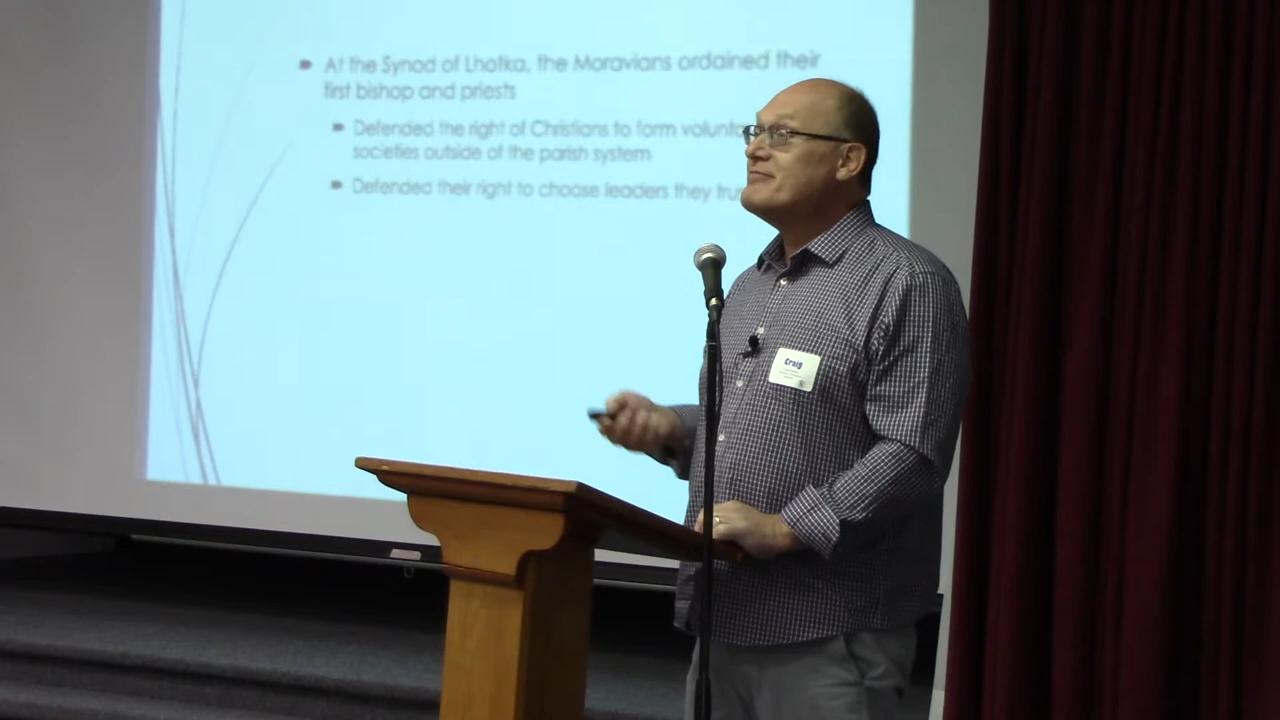 At the Synod of Lhotka, the Moravians ordained their
first bishop and priests
Defended the right of Christians to form
societies outside of the parish system
Defended their right to choose leaders they
Craig